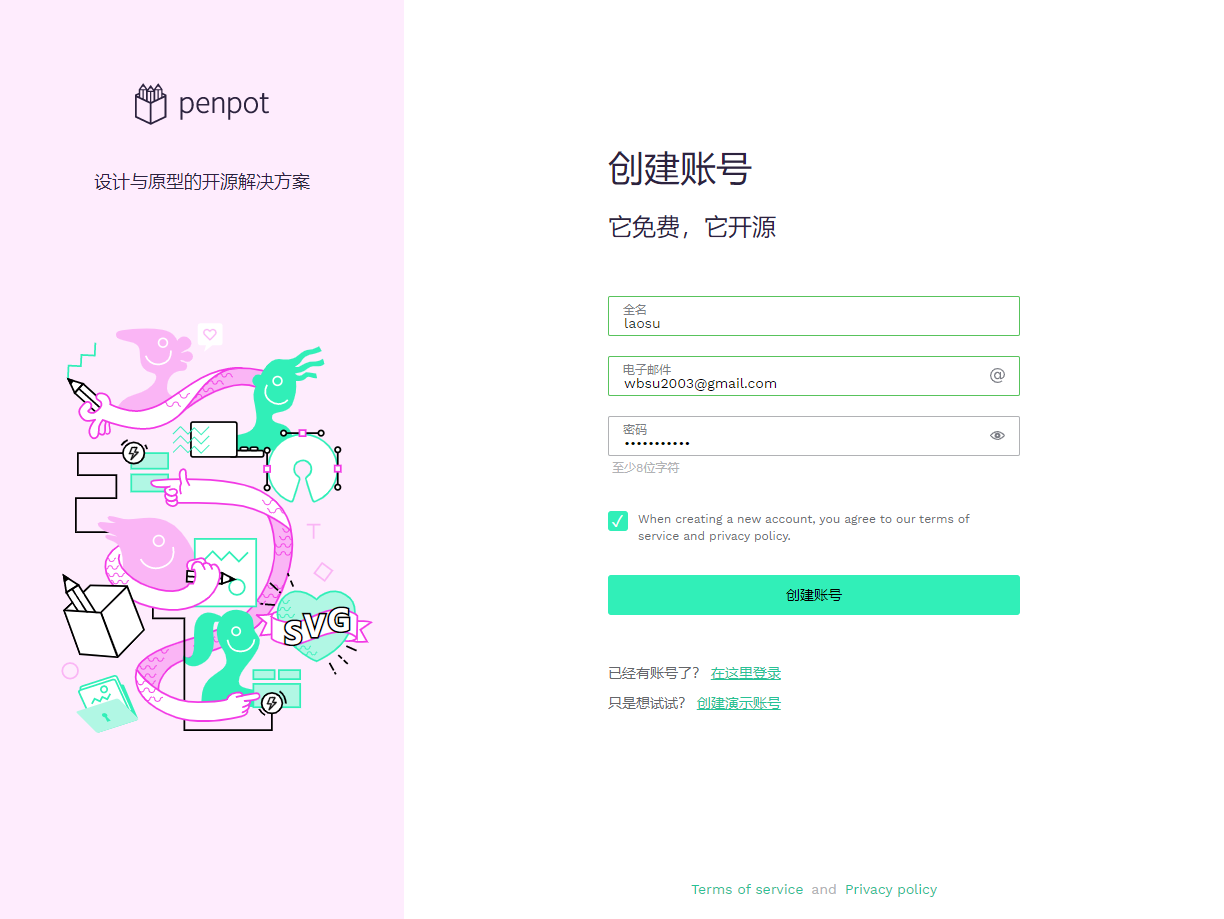 penpot
设计与原型的开源解决方案
T
SVG
创建账号
它免费，它开源
全名
laosu
电子邮件
wbsu2003@gmail.com
@
密码
•••••••••••
至少8位字符
When creating a new account, you agree to our terms of
service and privacy policy.
创建账号
已经有账号了？ 在这里登录
只是想试试？ 创建演示账号
Terms of service and Privacy policy